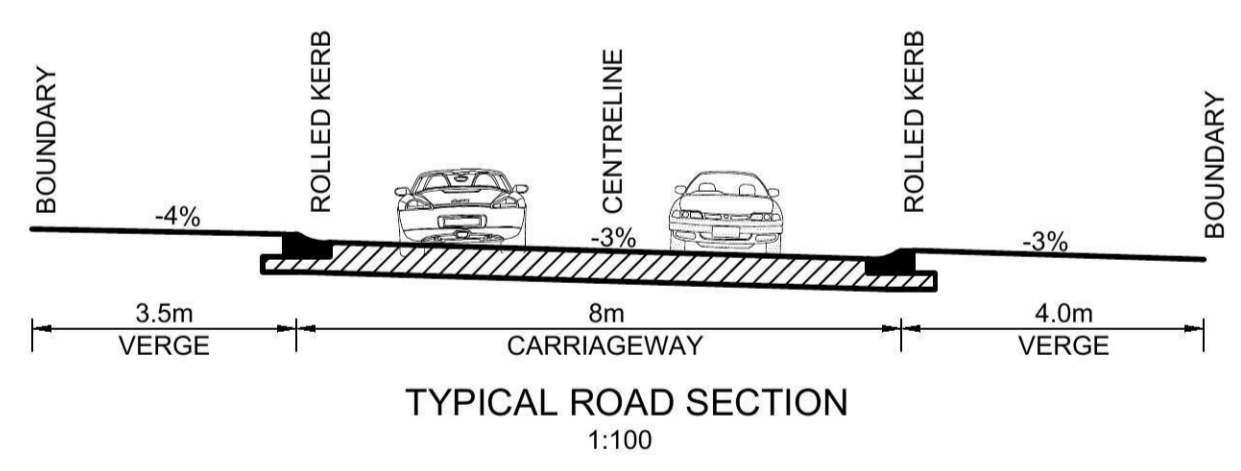 BOUNDARY
ROLLED KERB
CENTRELINE
ROLLED KERB
BOUNDARY
-4%
-3%
-3%
3.5m
8m
4.0m
VERGE
CARRIAGEWAY
VERGE
TYPICAL ROAD SECTION
1:100